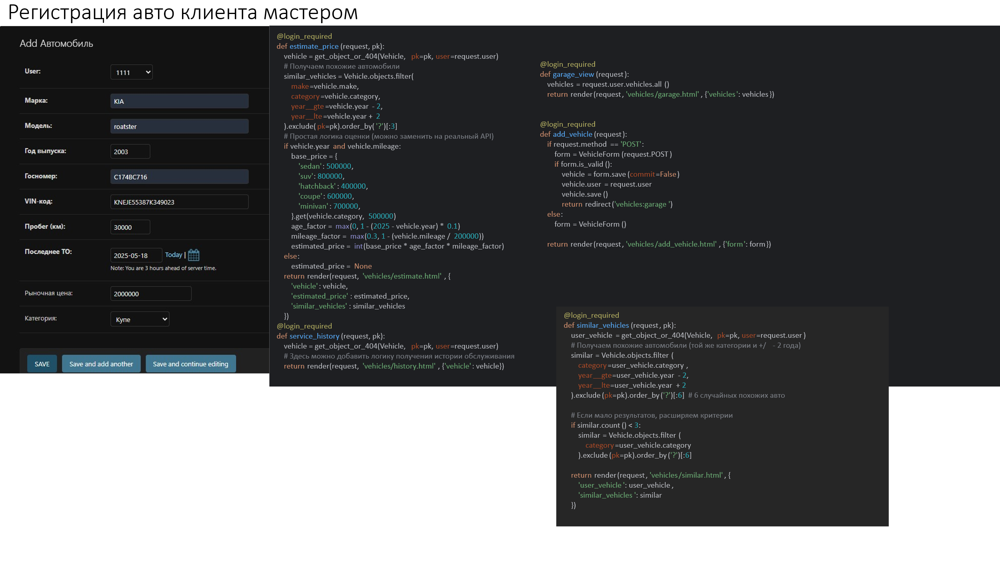 Регистрация авто клиента мастером
Add Автомобиль
User: 1111
Марка: KIA
Модель: roatster
Год выпуска: 2003
Госномер: C174BC716
VIN-код: KNEJE55387K349023
Пробег (км): 30000
Последнее ТО: 2025-05-18 Today |
Note: You are 3 hours ahead of server time.
Рыночная цена: 2000000
Категория: Купе
SAVE Save and add another Save and continue editing
@login_required
def estimate_price (request, pk):
vehicle = get_object_or_404(Vehicle, pk=pk, user=request.user)
# Получаем похожие автомобили
similar_vehicles = Vehicle.objects.filter(
make=vehicle.make,
category=vehicle.category,
year__gte=vehicle.year - 2,
year__lte=vehicle.year + 2
).exclude(pk=pk).order_by('?')[:3]
# Простая логика оценки (можно заменить на реальный API)
if vehicle.year and vehicle.mileage:
base_price = {
'sedan': 500000,
'suv': 800000,
'hatchback': 400000,
'coupe': 600000,
'minivan': 700000,
}.get(vehicle.category, 500000)
age_factor = max(0, 1 - (2025 - vehicle.year) * 0.1)
mileage_factor = max(0.3, 1 - (vehicle.mileage / 200000))
estimated_price = int(base_price * age_factor * mileage_factor)
else:
estimated_price = None
return render(request, 'vehicles/estimate.html' , {
'vehicle': vehicle,
'estimated_price' : estimated_price,
'similar_vehicles' : similar_vehicles
})
@login_required
def service_history (request, pk):
vehicle = get_object_or_404(Vehicle, pk=pk, user=request.user)
# Здесь можно добавить логику получения истории обслуживания
return render(request, 'vehicles/history.html' , {'vehicle': vehicle})
@login_required
def garage_view (request):
vehicles = request.user.vehicles.all ()
return render (request, 'vehicles/garage.html' , {'vehicles': vehicles})
@login_required
def add_vehicle (request):
if request.method == 'POST':
form = VehicleForm (request.POST )
if form.is_valid ():
vehicle = form.save (commit=False)
vehicle.user = request.user
vehicle.save ()
return redirect ('vehicles:garage ')
else:
form = VehicleForm ()
return render (request, 'vehicles/add_vehicle.html' , {'form': form})
@login_required
def similar_vehicles (request, pk):
user_vehicle = get_object_or_404(Vehicle, pk=pk, user=request.user )
# Получаем похожие автомобили (той же категории и +/ - 2 года)
similar = Vehicle.objects.filter (
category=user_vehicle.category ,
year__gte=user_vehicle.year - 2,
year__lte=user_vehicle.year + 2
).exclude (pk=pk).order_by ('?')[:6] # 6 случайных похожих авто
# Если мало результатов, расширяем критерии
if similar.count () < 3:
similar = Vehicle.objects.filter (
category=user_vehicle.category
).exclude (pk=pk).order_by ('?')[:6]
return render (request, 'vehicles/similar.html' , {
'user_vehicle ': user_vehicle ,
'similar_vehicles ': similar
})